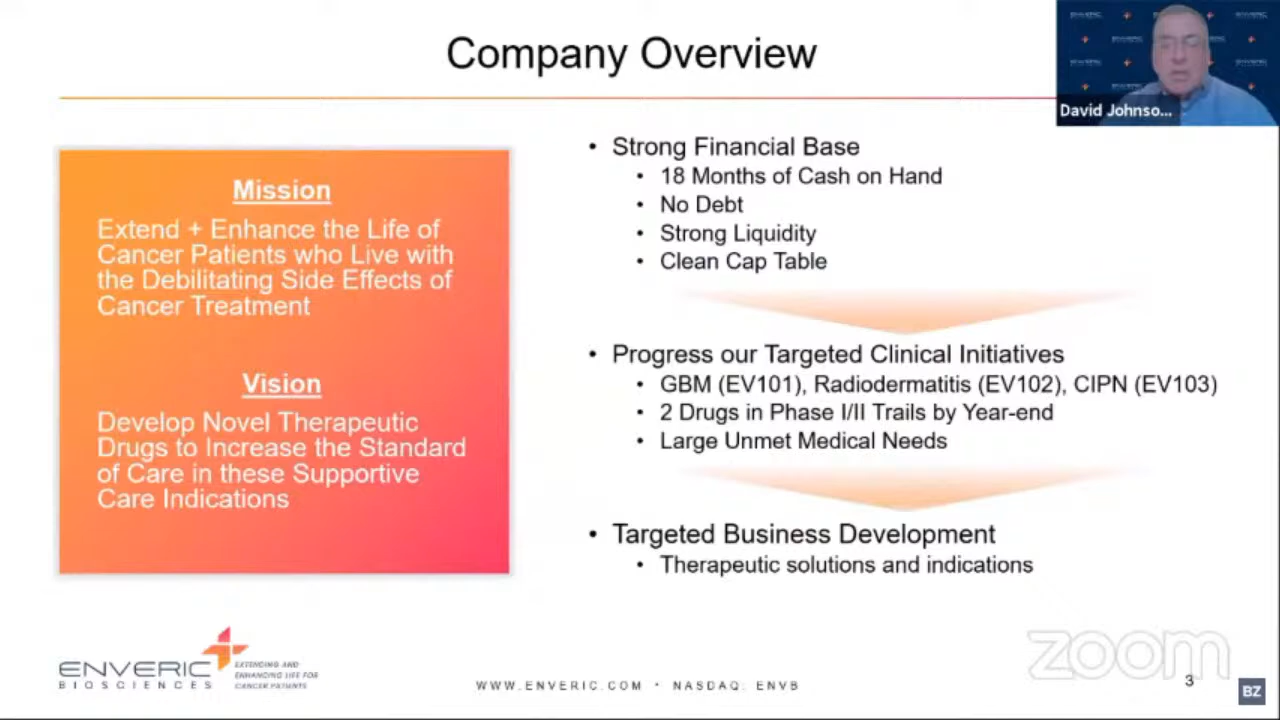 Company Overview
David Johnso...
Mission
Extend + Enhance the Life of
Cancer Patients who Live with
the Debilitating Side Effects of
Cancer Treatment
Vision
Develop Novel Therapeutic
Drugs to Increase the Standard
of Care in these Supportive
Care Indications
• Strong Financial Base
• 18 Months of Cash on Hand
• No Debt
• Strong Liquidity
• Clean Cap Table
• Progress our Targeted Clinical Initiatives
• GBM (EV101), Radiodermatitis (EV102), CIPN (EV103)
• 2 Drugs in Phase I/II Trails by Year-end
• Large Unmet Medical Needs
• Targeted Business Development
• Therapeutic solutions and indications
ENVERIC
BIOSCIENCES
EXTENDING AND
ENHANCING LIFE FOR
CANCER PATIENTS
WWW.ENVERIC.COM • NASDAQ: ENVB
zoom
3
BZ